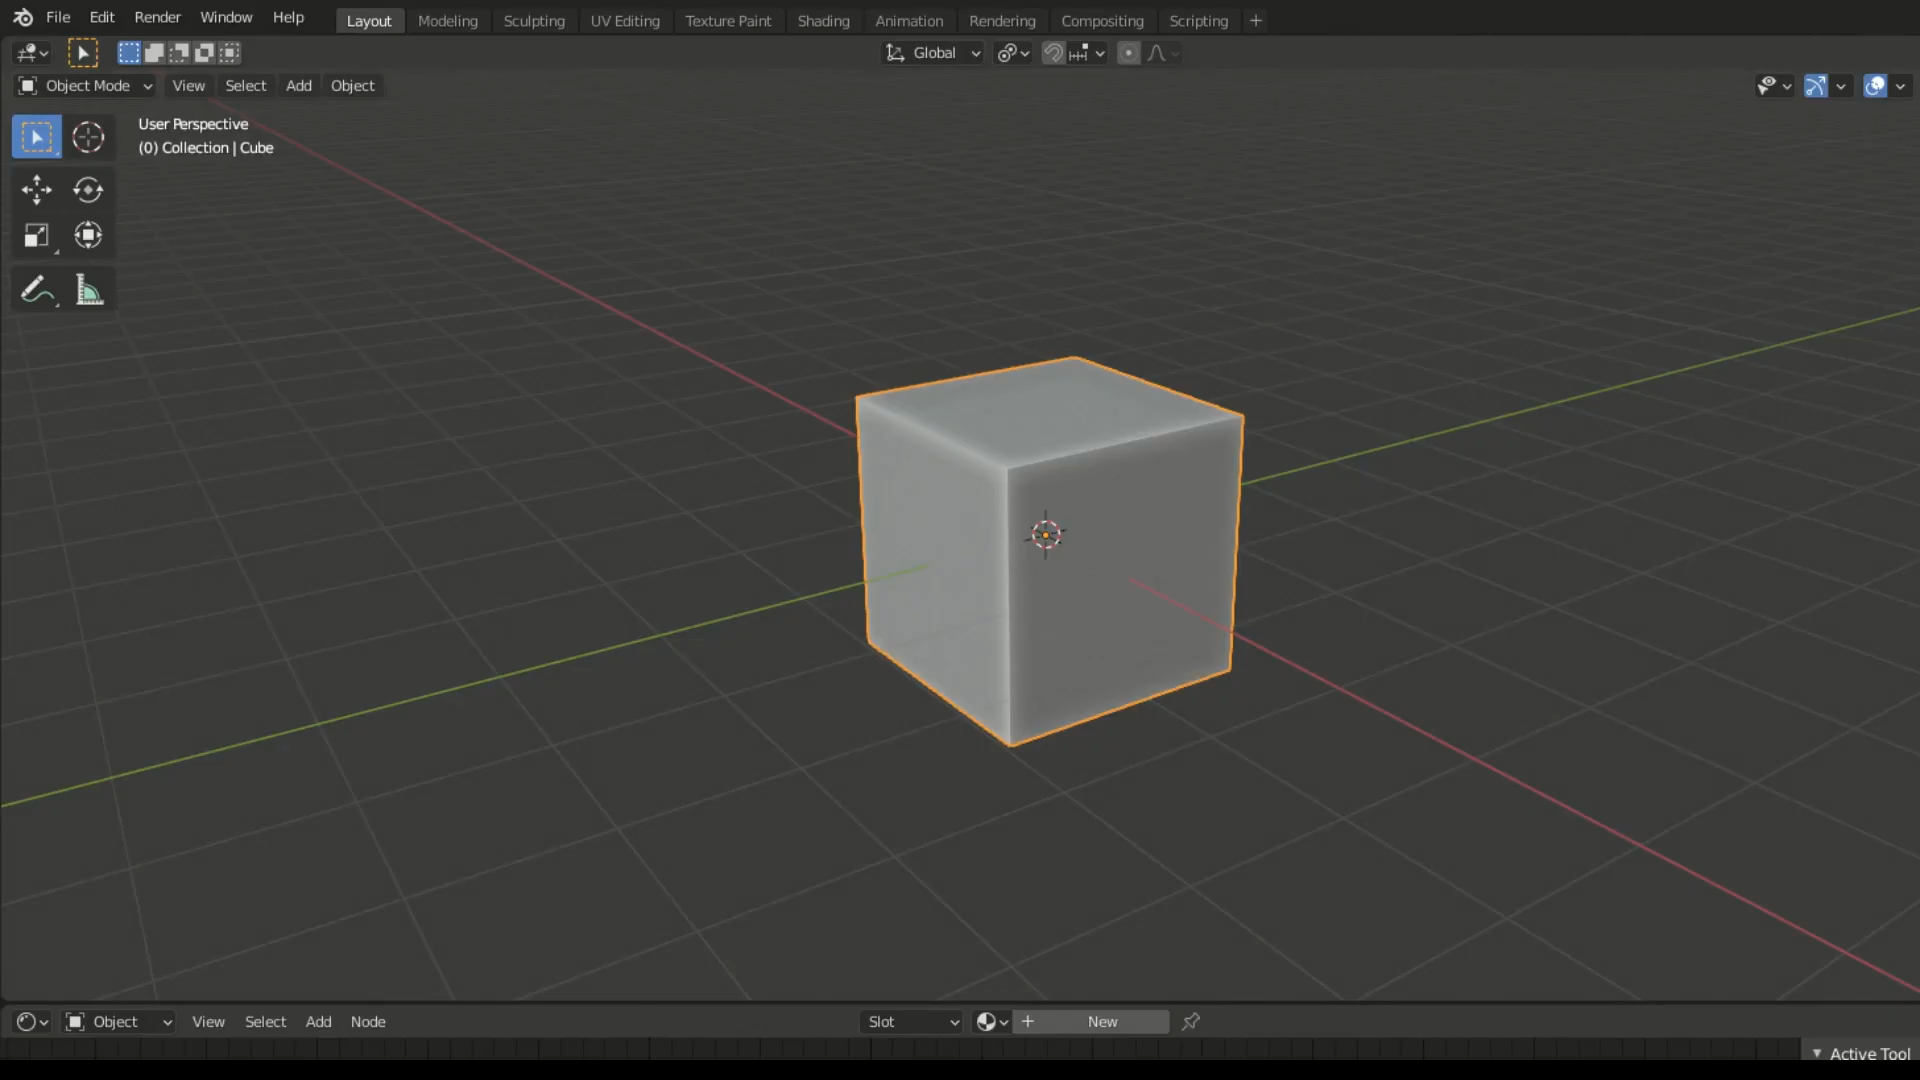 File Edit Render Window Help Layout Modeling Sculpting UV Editing Texture Paint Shading Animation Rendering Compositing Scripting +
Global
Object Mode View Select Add Object
User Perspective
(0) Collection | Cube
Object View Select Add Node Slot + New
Active Tool